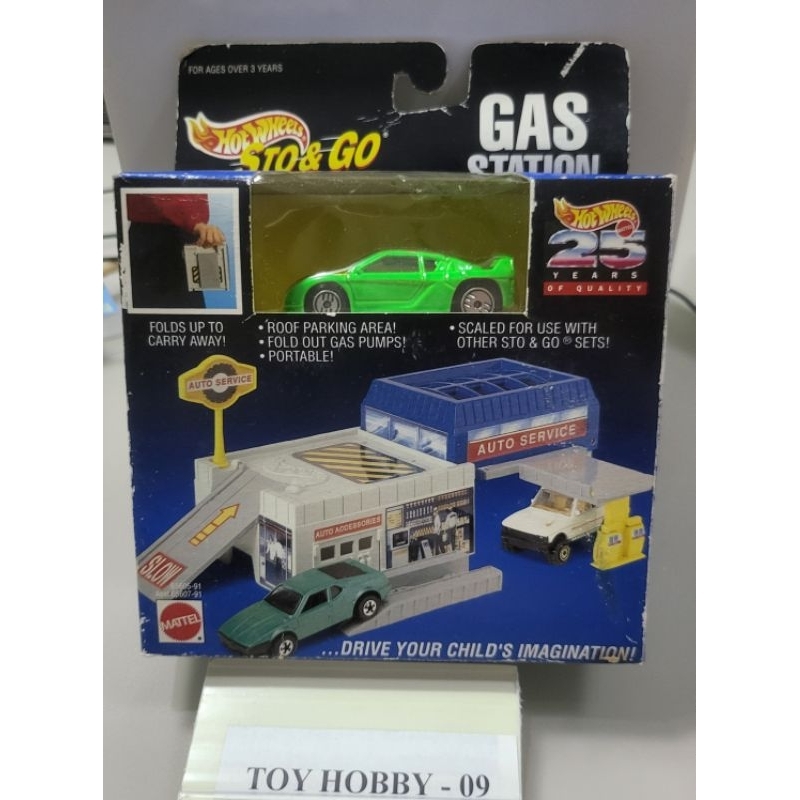 FOR AGES OVER 3 YEARS
HOT WHEELS
STO & GO®
GAS
STATION
HOT WHEELS
MATTEL
25
YEARS
OF QUALITY
FOLDS UP TO
CARRY AWAY!
• ROOF PARKING AREA!
• FOLD OUT GAS PUMPS!
• PORTABLE!
• SCALED FOR USE WITH
OTHER STO & GO® SETS!
AUTO SERVICE
AUTO SERVICE
AUTO ACCESSORIES
SLOW
MATTEL
...DRIVE YOUR CHILD'S IMAGINATION!
TOY HOBBY - 09